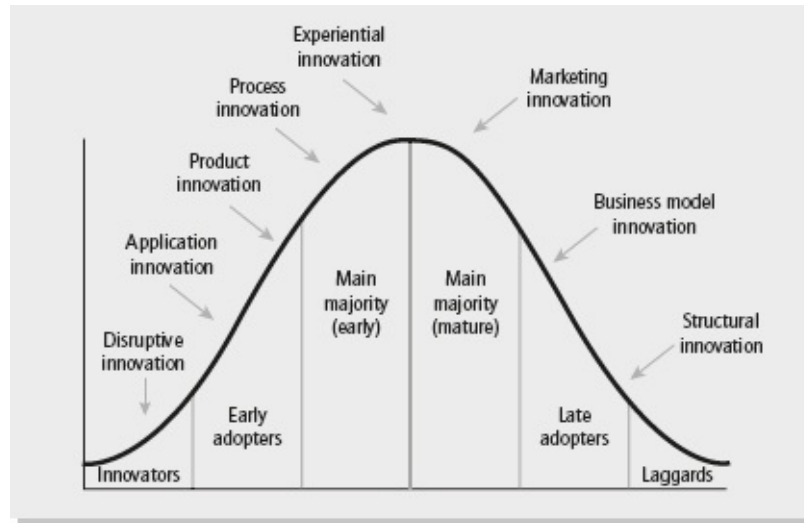 Experiential
innovation
Marketing
innovation
Process
innovation
Product
innovation
Business model
innovation
Application
innovation
Main
majority
(early)
Main
majority
(mature)
Structural
innovation
Disruptive
innovation
Early
adopters
Late
adopters
Innovators
Laggards